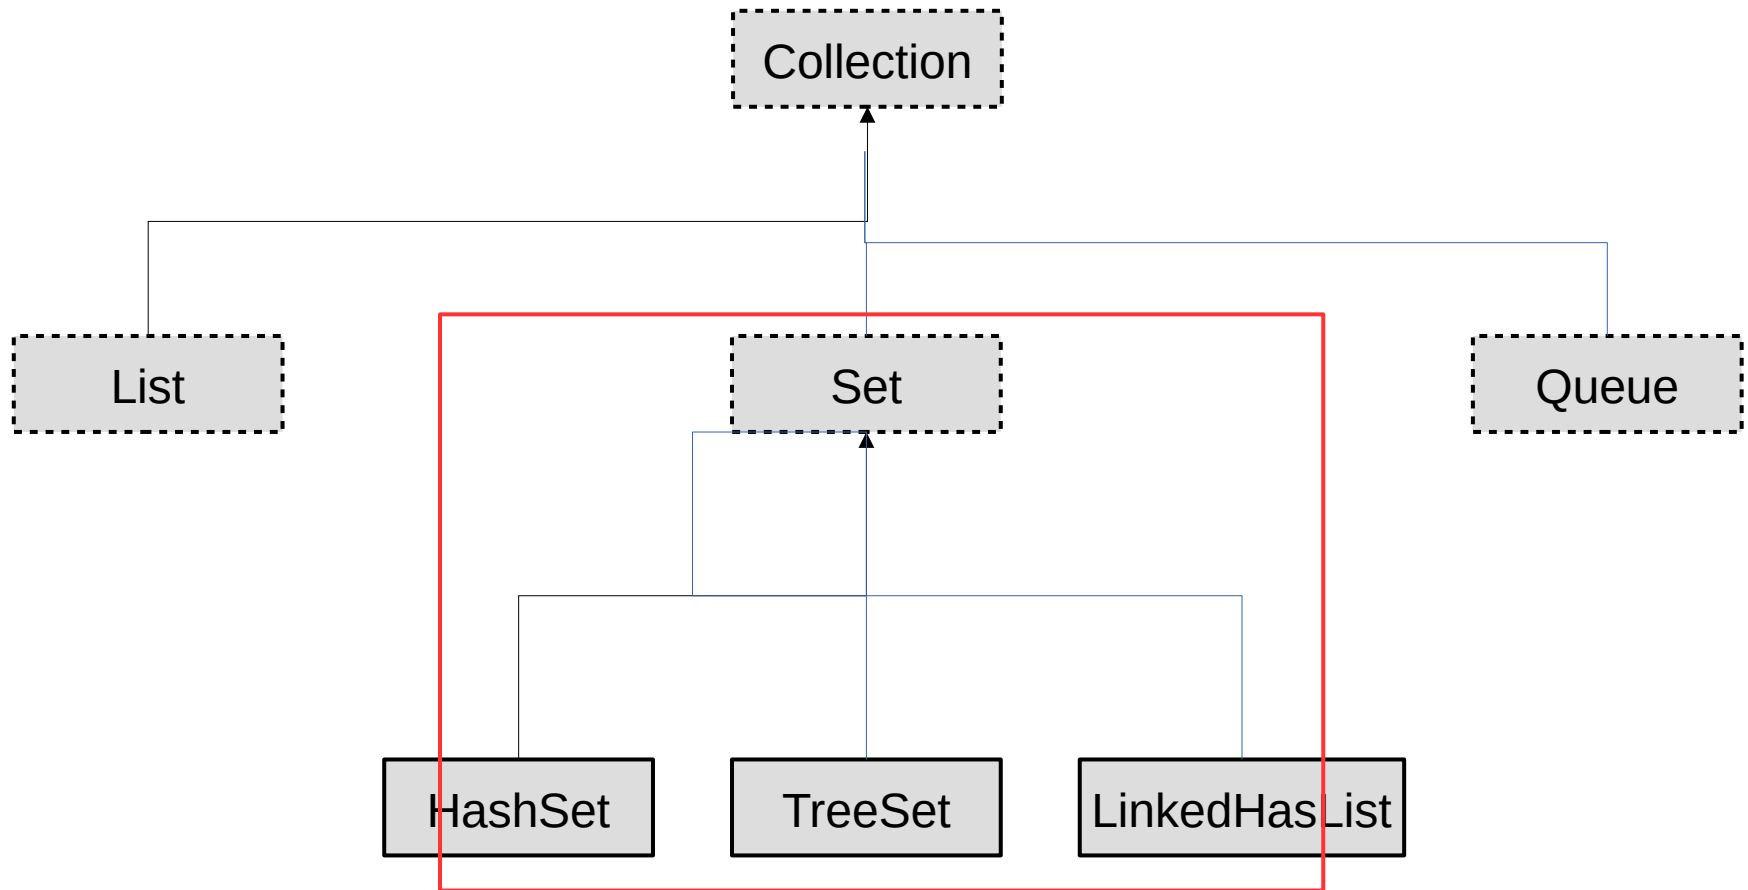 Collection
List
Set
Queue
HashSet
TreeSet
LinkedHasList